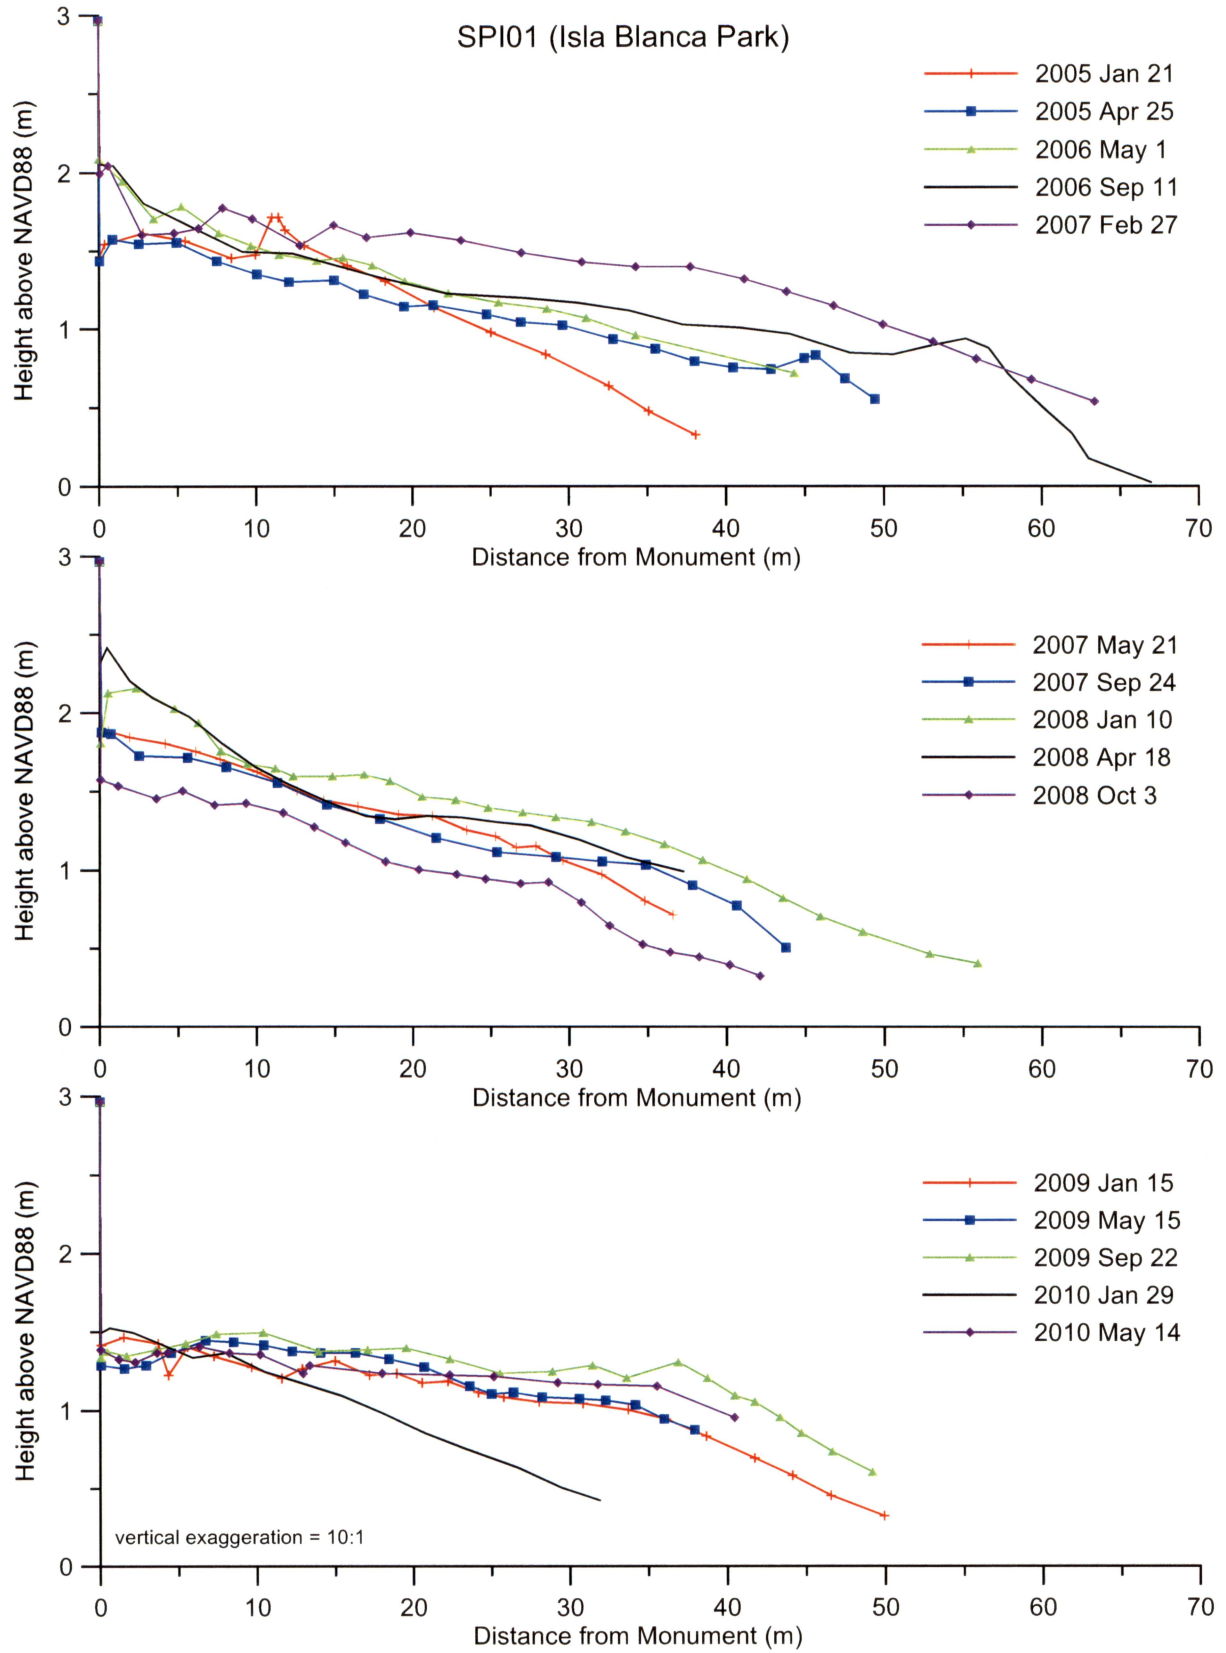 SPI01 (Isla Blanca Park)
Height above NAVD88 (m)
3
2
1
0
2005 Jan 21
2005 Apr 25
2006 May 1
2006 Sep 11
2007 Feb 27
0 10 20 30 40 50 60 70
Distance from Monument (m)
Height above NAVD88 (m)
3
2
1
0
2007 May 21
2007 Sep 24
2008 Jan 10
2008 Apr 18
2008 Oct 3
0 10 20 30 40 50 60 70
Distance from Monument (m)
Height above NAVD88 (m)
3
2
1
0
2009 Jan 15
2009 May 15
2009 Sep 22
2010 Jan 29
2010 May 14
vertical exaggeration = 10:1
0 10 20 30 40 50 60 70
Distance from Monument (m)